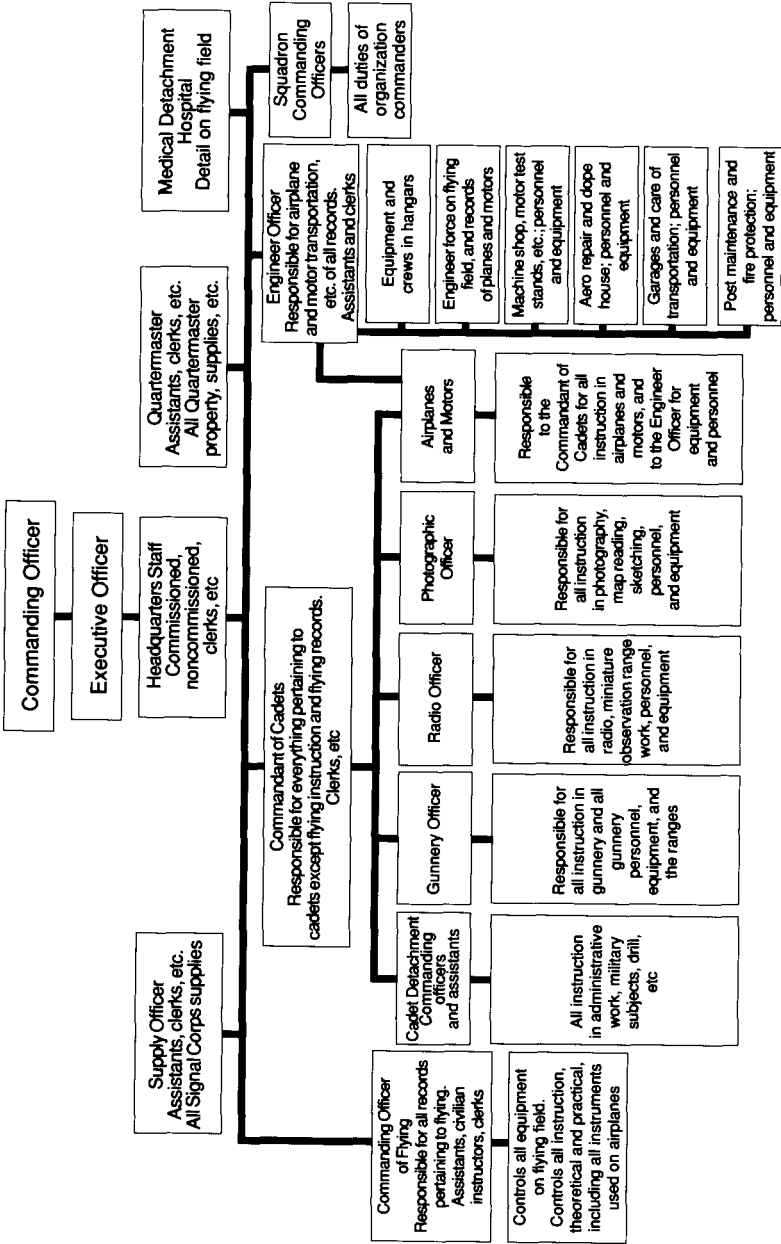 Commanding Officer
Executive Officer
Headquarters Staff
Commissioned,
noncommissioned,
clerks, etc
Supply Officer
Assistants, clerks, etc.
All Signal Corps supplies
Quartermaster
Assistants, clerks, etc.
All Quartermaster
property, supplies, etc.
Medical Detachment
Hospital
Detail on flying field
Commanding Officer
of Flying
Responsible for all records
pertaining to flying.
Assistants, civilian
instructors, clerks
Controls all equipment
on flying field.
Controls all instruction,
theoretical and practical,
including all instruments
used on airplanes
Commandant of Cadets
Responsible for everything pertaining to
cadets except flying instruction and flying records.
Clerks, etc
Cadet Detachment
Commanding
officers
and assistants
All instruction
in administrative
work, military
subjects, drill,
etc
Gunnery Officer
Responsible for
all instruction in
gunnery and all
gunnery
personnel,
equipment, and
the ranges
Radio Officer
Responsible for
all instruction in
radio, miniature
observation range
work, personnel,
and equipment
Photographic
Officer
Responsible for
all instruction
in photography,
map reading,
sketching,
personnel,
and equipment
Airplanes
and Motors
Responsible
to the
Commandant of
Cadets for all
instruction in
airplanes and
motors, and
to the Engineer
Officer for
equipment
and personnel
Engineer Officer
Responsible for airplane
and motor transportation,
etc. of all records.
Assistants and clerks
Equipment and
crews in hangars
Engineer force on flying
field, and records
of planes and motors
Machine shop, motor test
stands, etc.; personnel
and equipment
Aero repair and dope
house; personnel and
equipment
Garages and care of
transportation; personnel
and equipment
Post maintenance and
fire protection;
personnel and equipment
Squadron
Commanding
Officers
All duties of
organization
commanders